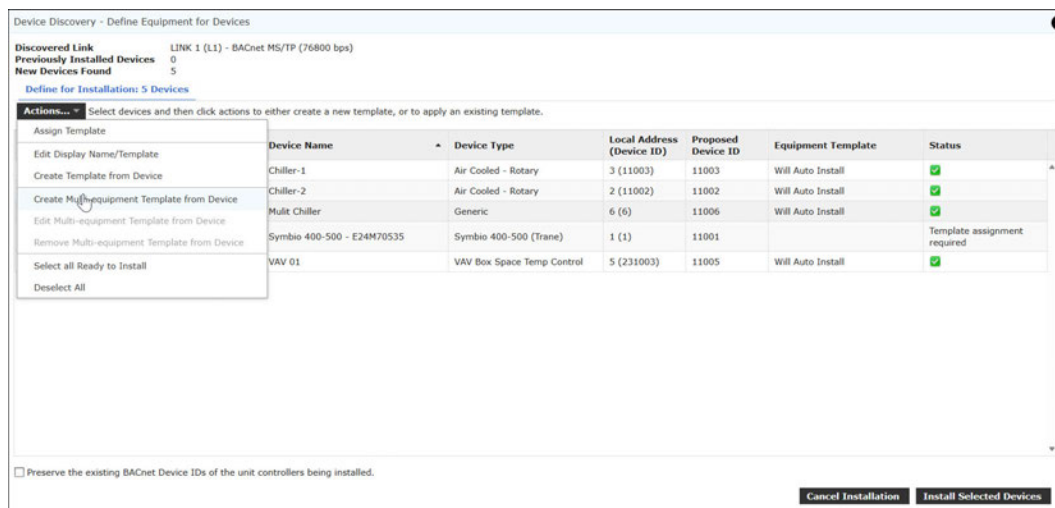 Device Discovery - Define Equipment for Devices
Discovered Link LINK 1 (L1) - BACnet MS/TP (76800 bps)
Previously Installed Devices 0
New Devices Found 5
Define for Installation: 5 Devices
Actions... Select devices and then click actions to either create a new template, or to apply an existing template.
Assign Template
Edit Display Name/Template
Create Template from Device
Create Multi-equipment Template from Device
Edit Multi-equipment Template from Device
Remove Multi-equipment Template from Device
Select all Ready to Install
Deselect All
Device Name Device Type Local Address (Device ID) Proposed Device ID Equipment Template Status
Chiller-1 Air Cooled - Rotary 3 (11003) 11003 Will Auto Install
Chiller-2 Air Cooled - Rotary 2 (11002) 11002 Will Auto Install
Mulit Chiller Generic 6 (6) 11006 Will Auto Install
Symbio 400-500 - E24M70535 Symbio 400-500 (Trane) 1 (1) 11001 Template assignment required
VAV 01 VAV Box Space Temp Control 5 (231003) 11005 Will Auto Install
Preserve the existing BACnet Device IDs of the unit controllers being installed.
Cancel Installation Install Selected Devices